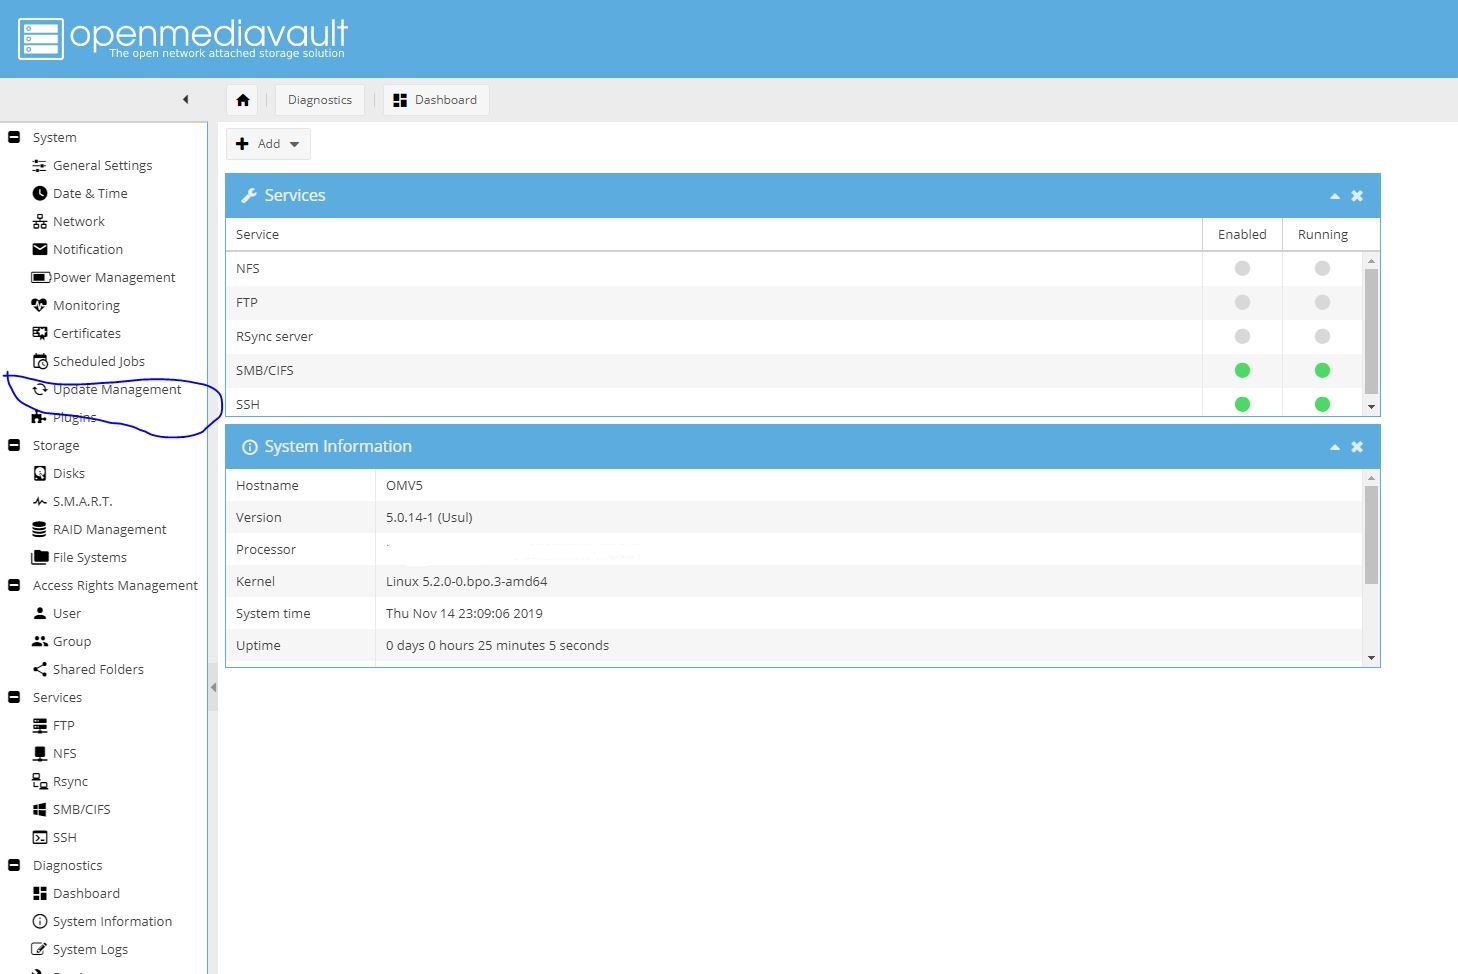 openmediavault
The open network attached storage solution
Diagnostics
Dashboard
System
General Settings
Date & Time
Network
Notification
Power Management
Monitoring
Certificates
Scheduled Jobs
Update Management
Plugins
Storage
Disks
S.M.A.R.T.
RAID Management
File Systems
Access Rights Management
User
Group
Shared Folders
Services
FTP
NFS
Rsync
SMB/CIFS
SSH
Diagnostics
Dashboard
System Information
System Logs
Add
Services
Service Enabled Running
NFS
FTP
RSync server
SMB/CIFS
SSH
System Information
Hostname OMV5
Version 5.0.14-1 (Usul)
Processor
Kernel Linux 5.2.0-0.bpo.3-amd64
System time Thu Nov 14 23:09:06 2019
Uptime 0 days 0 hours 25 minutes 5 seconds